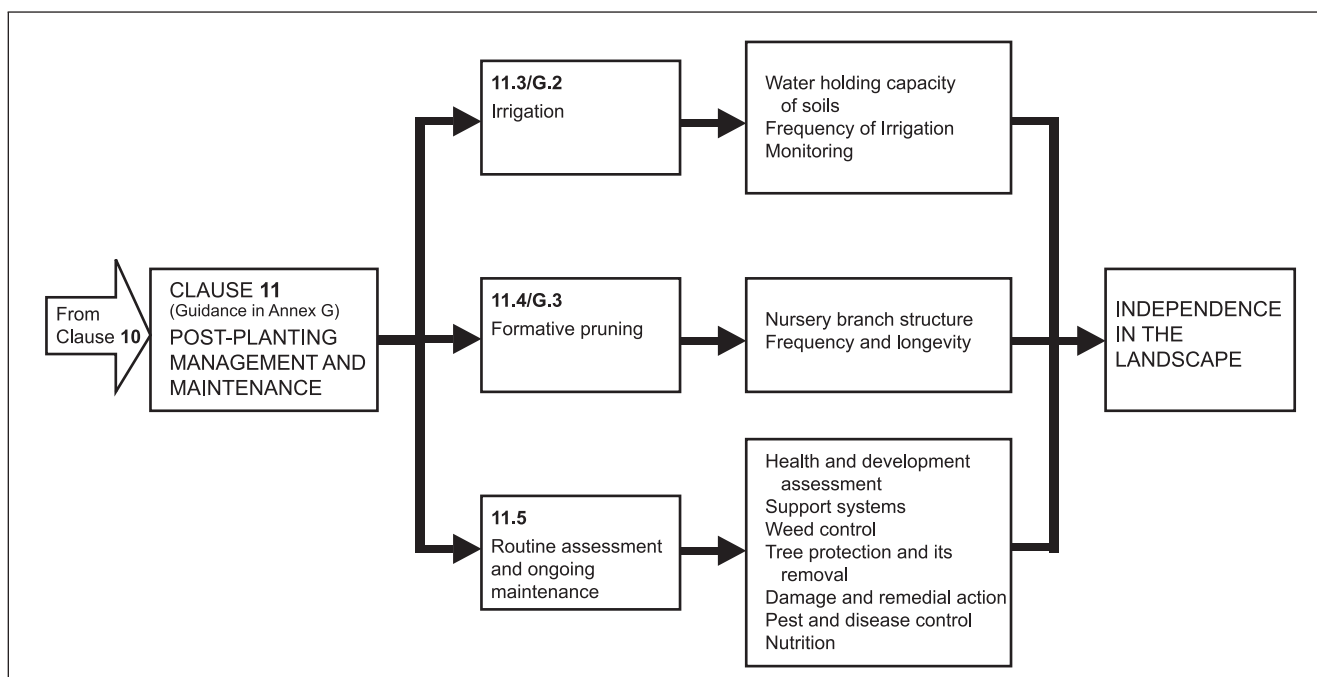 From
Clause 10
CLAUSE 11
(Guidance in Annex G)
POST-PLANTING
MANAGEMENT AND
MAINTENANCE
11.3/G.2
Irrigation
Water holding capacity
of soils
Frequency of Irrigation
Monitoring
11.4/G.3
Formative pruning
Nursery branch structure
Frequency and longevity
11.5
Routine assessment
and ongoing
maintenance
Health and development
assessment
Support systems
Weed control
Tree protection and its
removal
Damage and remedial action
Pest and disease control
Nutrition
INDEPENDENCE
IN THE
LANDSCAPE